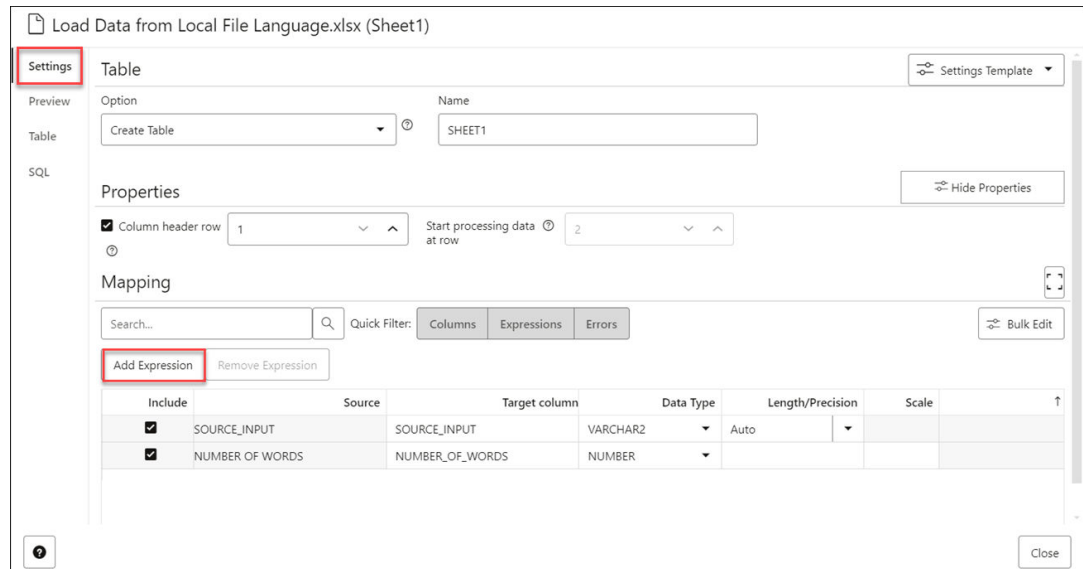 Load Data from Local File Language.xlsx (Sheet1)
Settings
Preview
Table
SQL
Table
Settings Template
Option
Name
Create Table
SHEET1
Properties
Hide Properties
Column header row
1
Start processing data
at row
2
Mapping
Search...
Quick Filter:
Columns
Expressions
Errors
Bulk Edit
Add Expression
Remove Expression
Include Source Target column Data Type Length/Precision Scale
SOURCE_INPUT SOURCE_INPUT VARCHAR2 Auto
NUMBER OF WORDS NUMBER_OF_WORDS NUMBER
Close